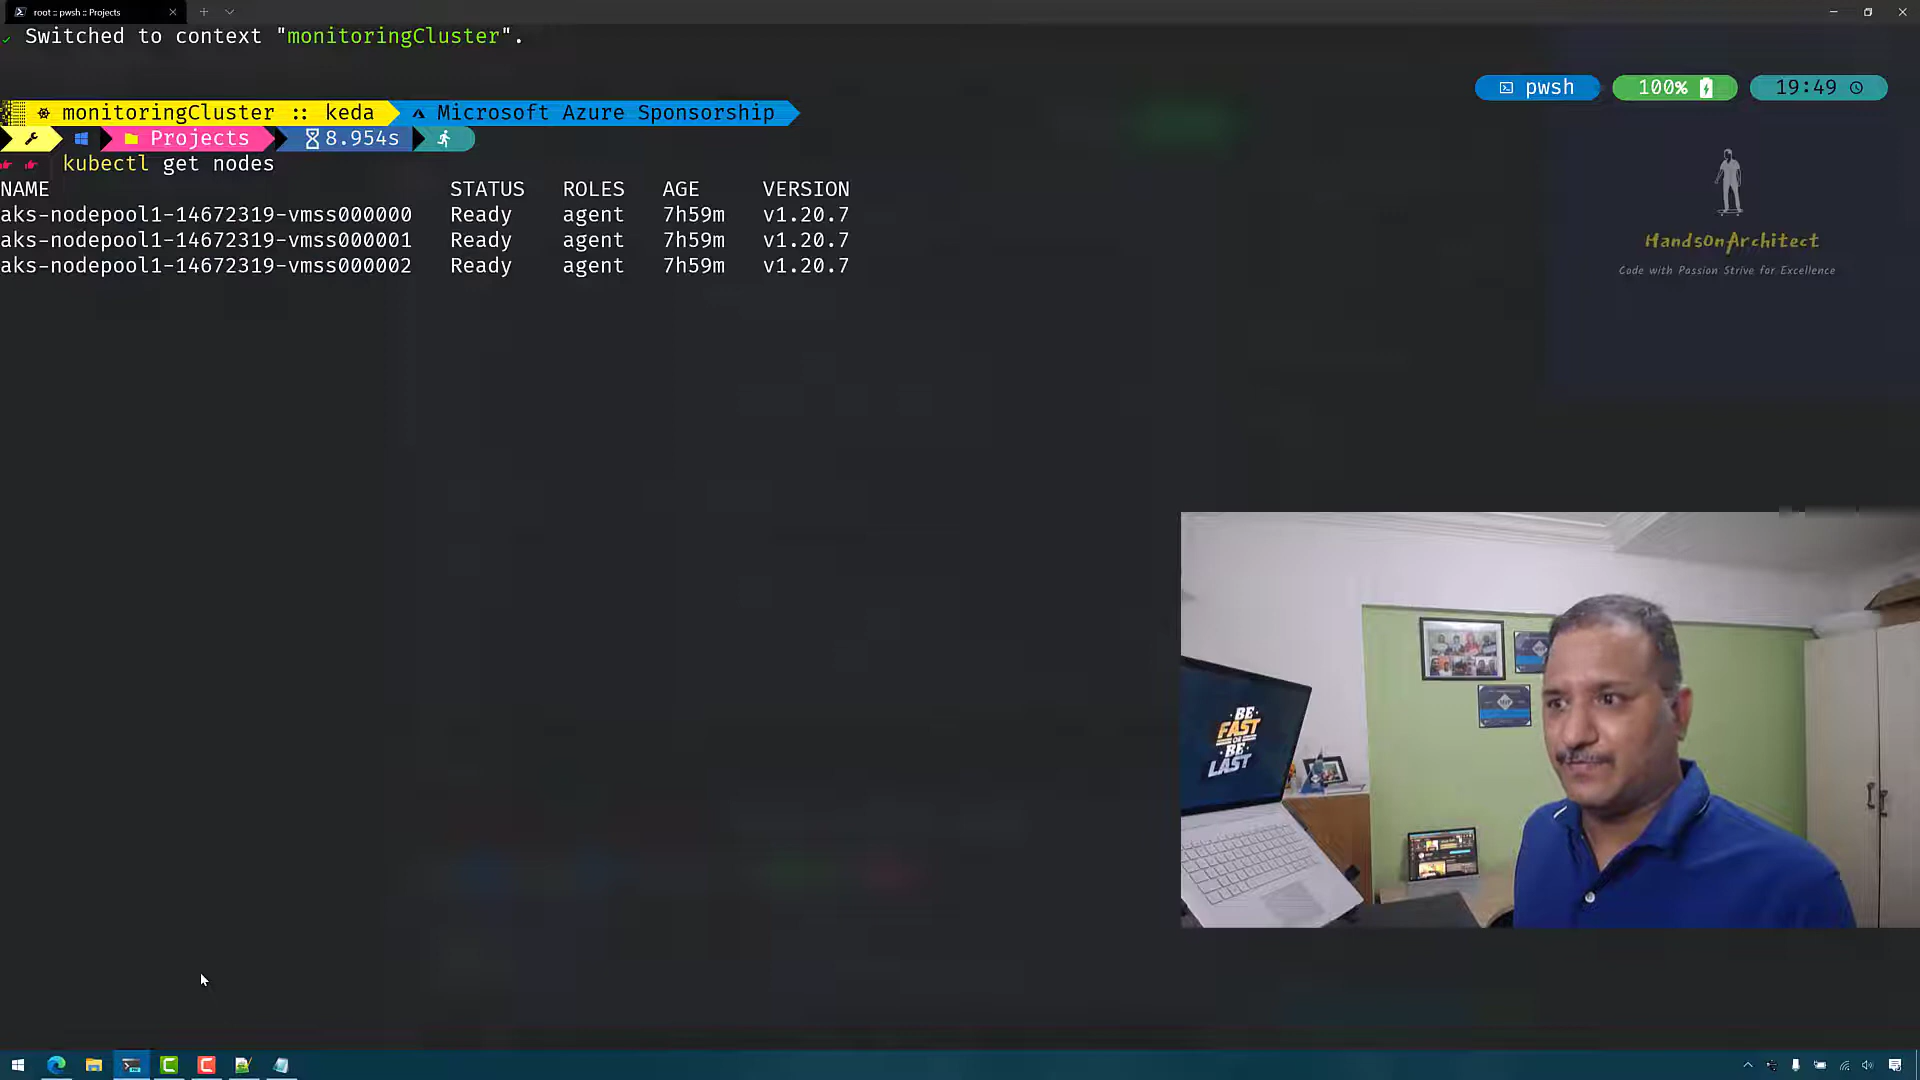 root :: pwsh :: Projects
✓ Switched to context "monitoringCluster".
pwsh 100% 19:49
monitoringCluster :: keda Microsoft Azure Sponsorship
Projects 8.954s
kubectl get nodes
NAME STATUS ROLES AGE VERSION
aks-nodepool1-14672319-vmss000000 Ready agent 7h59m v1.20.7
aks-nodepool1-14672319-vmss000001 Ready agent 7h59m v1.20.7
aks-nodepool1-14672319-vmss000002 Ready agent 7h59m v1.20.7
HandsOnArchitect
Code with Passion Strive for Excellence
BE
FAST
OR
BE
LAST